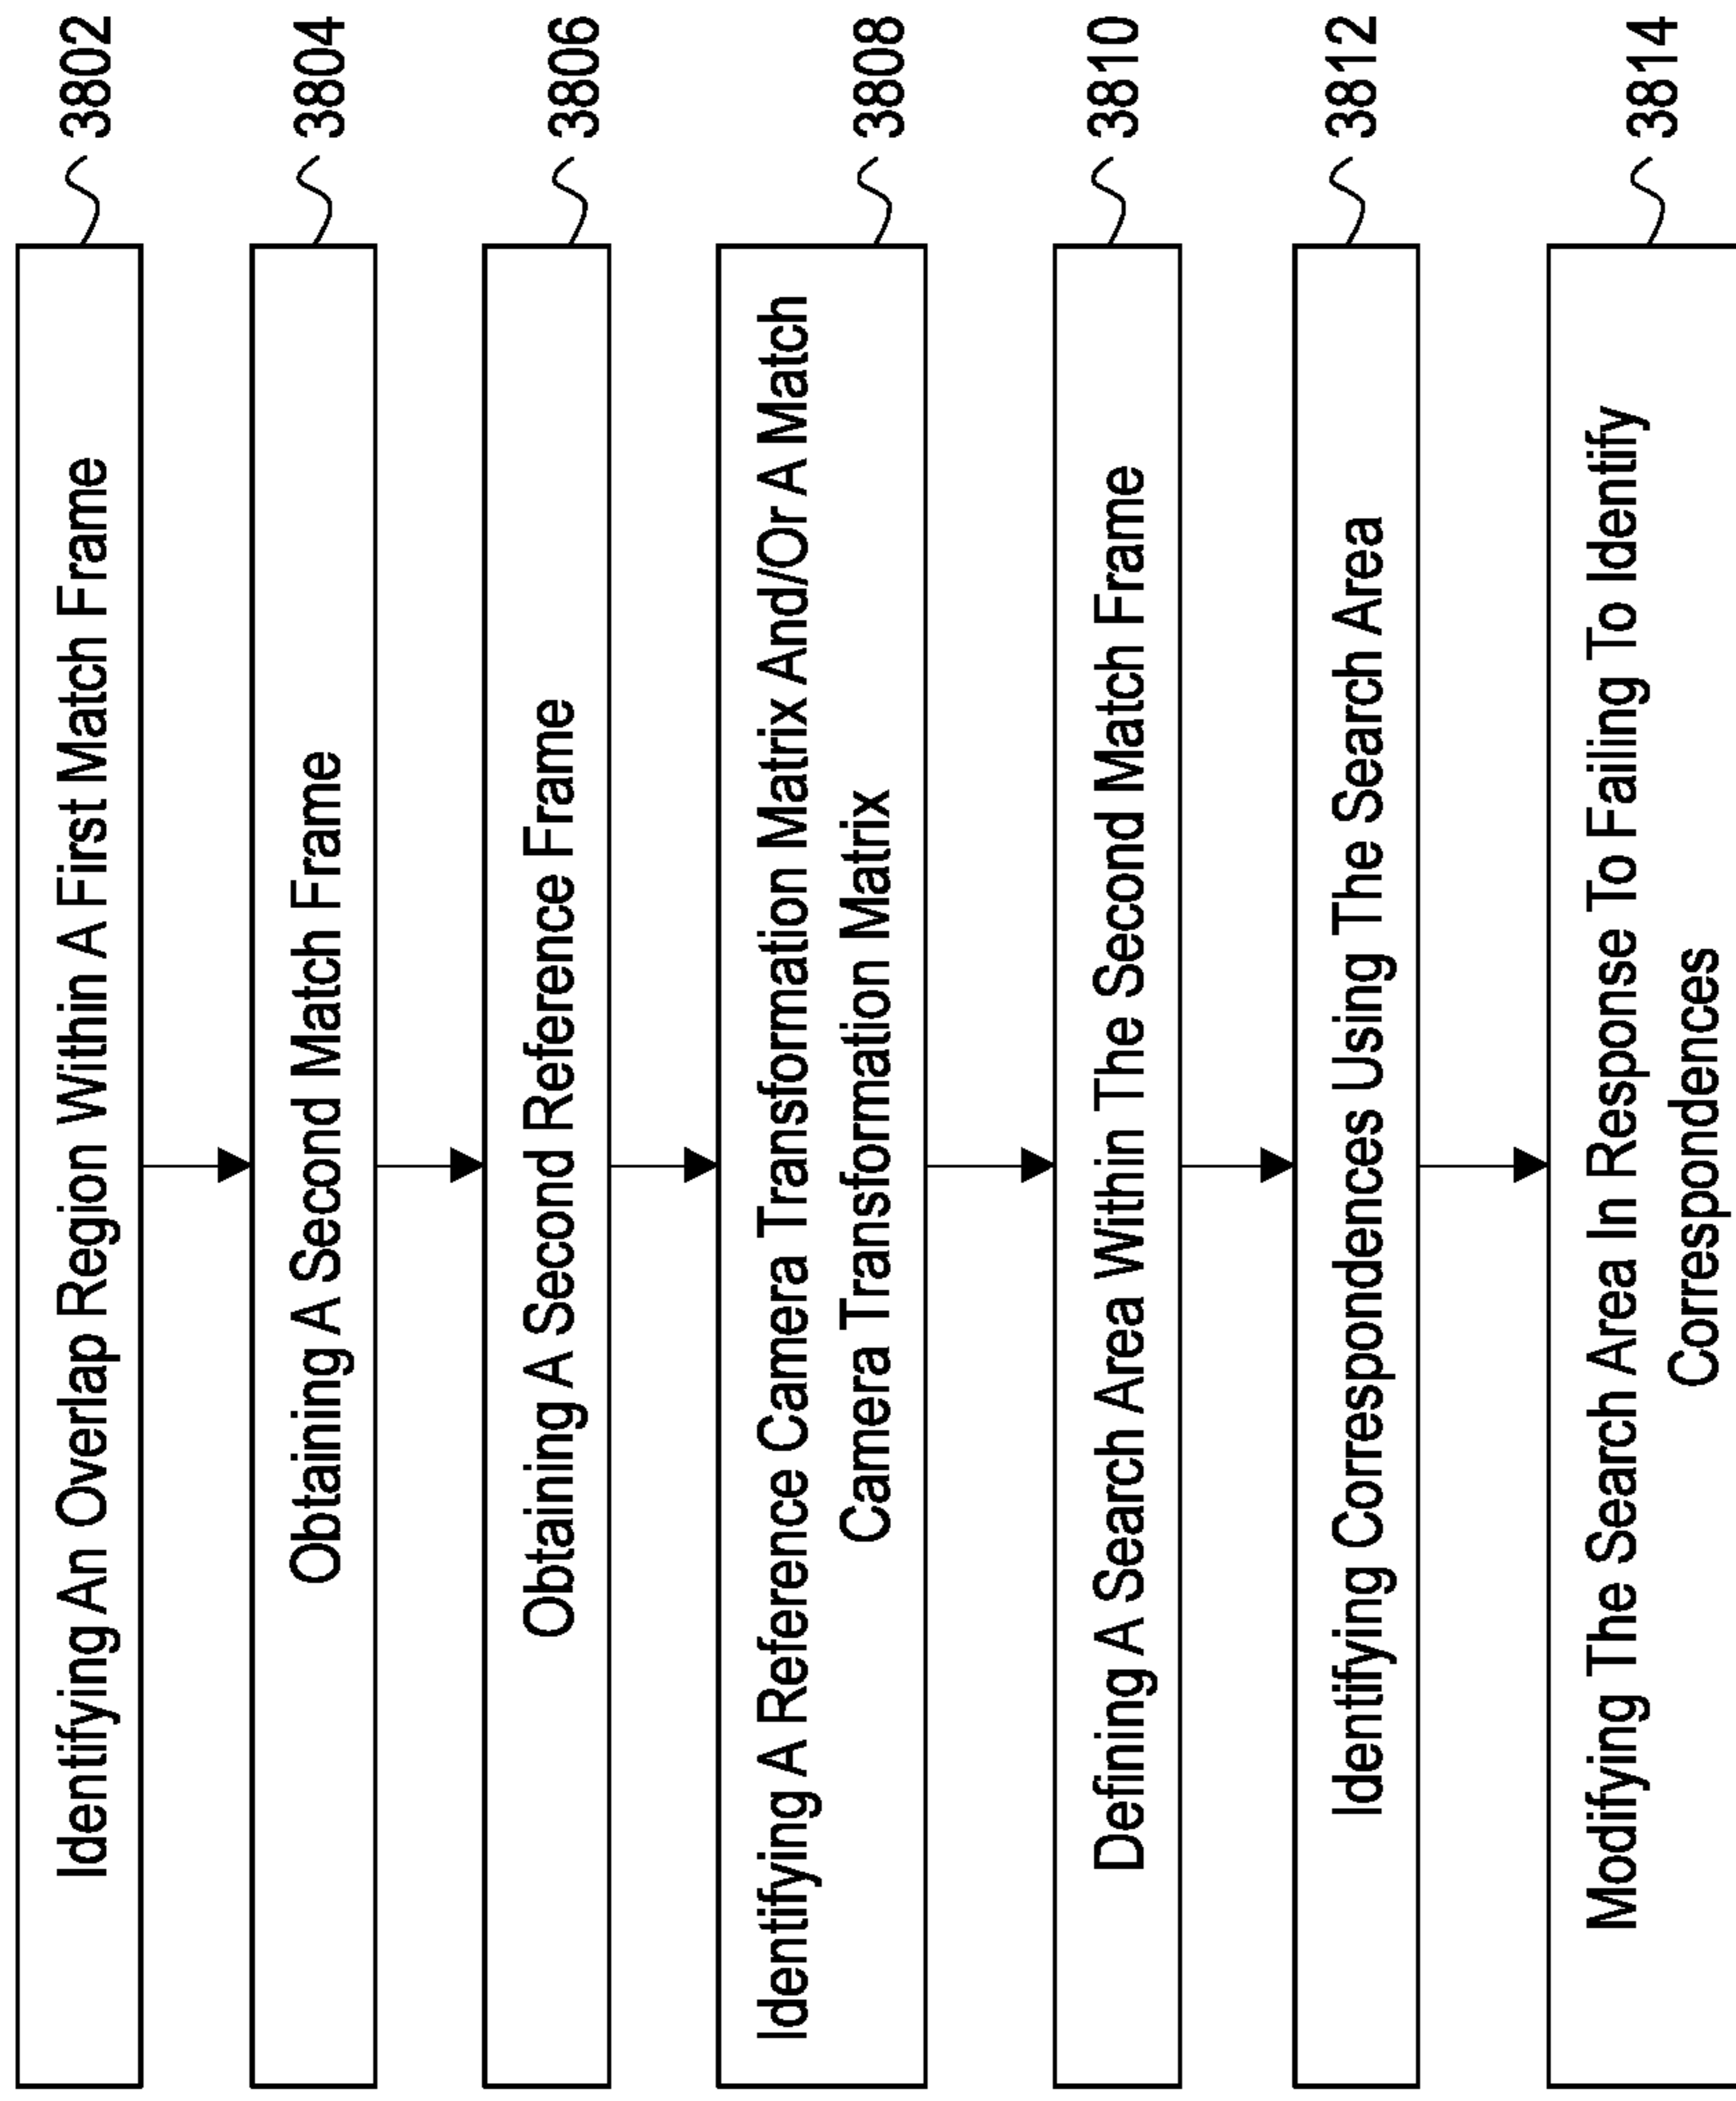 Identifying An Overlap Region Within A First Match Frame
3802
Obtaining A Second Match Frame
3804
Obtaining A Second Reference Frame
3806
Identifying A Reference Camera Transformation Matrix And/Or A Match
Camera Transformation Matrix
3808
Defining A Search Area Within The Second Match Frame
3810
Identifying Correspondences Using The Search Area
3812
Modifying The Search Area In Response To Failing To Identify
Correspondences
3814